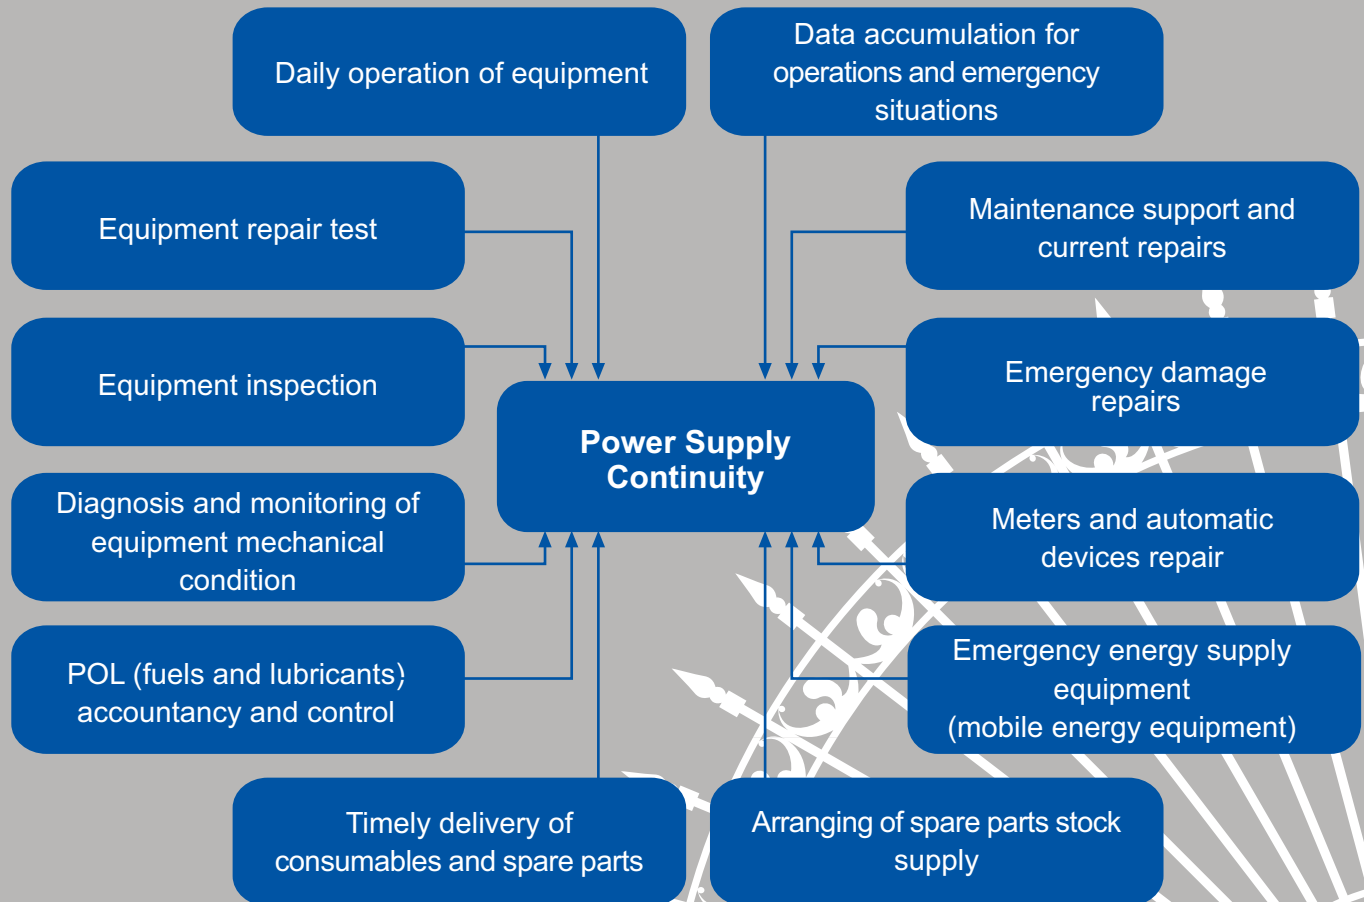 Daily operation of equipment
Data accumulation for
operations and emergency
situations
Equipment repair test
Maintenance support and
current repairs
Equipment inspection
Emergency damage
repairs
Power Supply
Continuity
Diagnosis and monitoring of
equipment mechanical
condition
Meters and automatic
devices repair
POL (fuels and lubricants)
accountancy and control
Emergency energy supply
equipment
(mobile energy equipment)
Timely delivery of
consumables and spare parts
Arranging of spare parts stock
supply